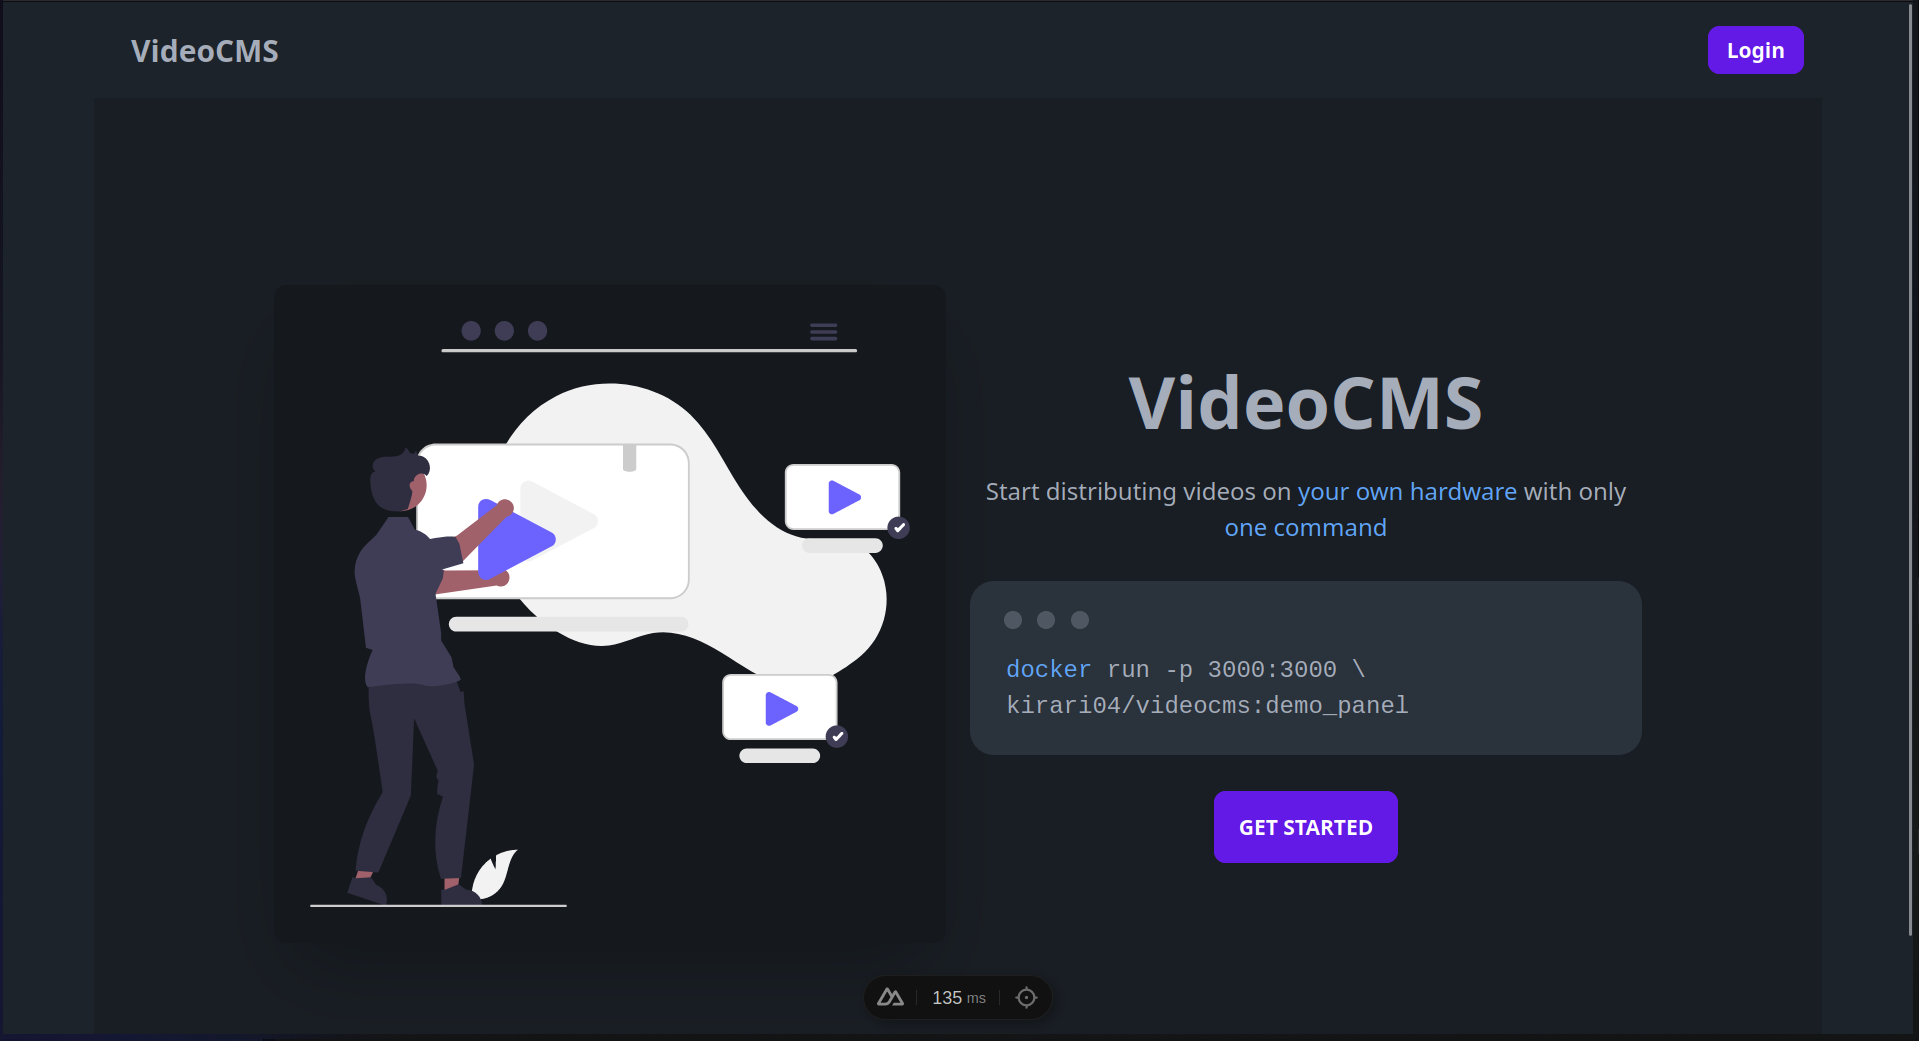 VideoCMS
Login
VideoCMS
Start distributing videos on your own hardware with only
one command
docker run -p 3000:3000 \
kirari04/videocms:demo_panel
GET STARTED
135 ms